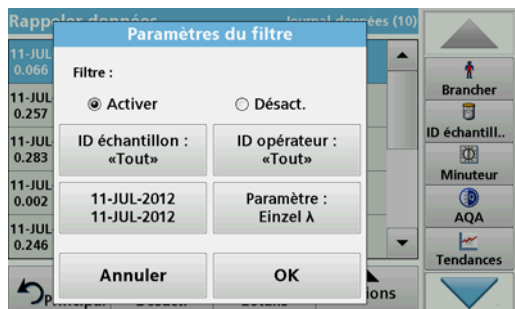 Rappeler données
Journal données (10)
Paramètres du filtre
11-JUL
0.066
11-JUL
0.257
11-JUL
0.283
11-JUL
0.002
11-JUL
0.246
Filtre :
Activer
Désact.
ID échantillon :
«Tout»
ID opérateur :
«Tout»
11-JUL-2012
11-JUL-2012
Paramètre :
Einzel λ
Annuler
OK
Brancher
ID échantill..
Minuteur
AQA
Tendances